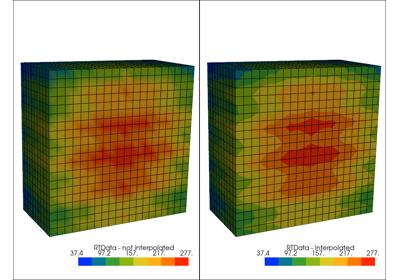 RTData - not interpolated
37.4 97.2 157. 217. 277.
RTData - interpolated
37.4 97.2 157. 217. 277.